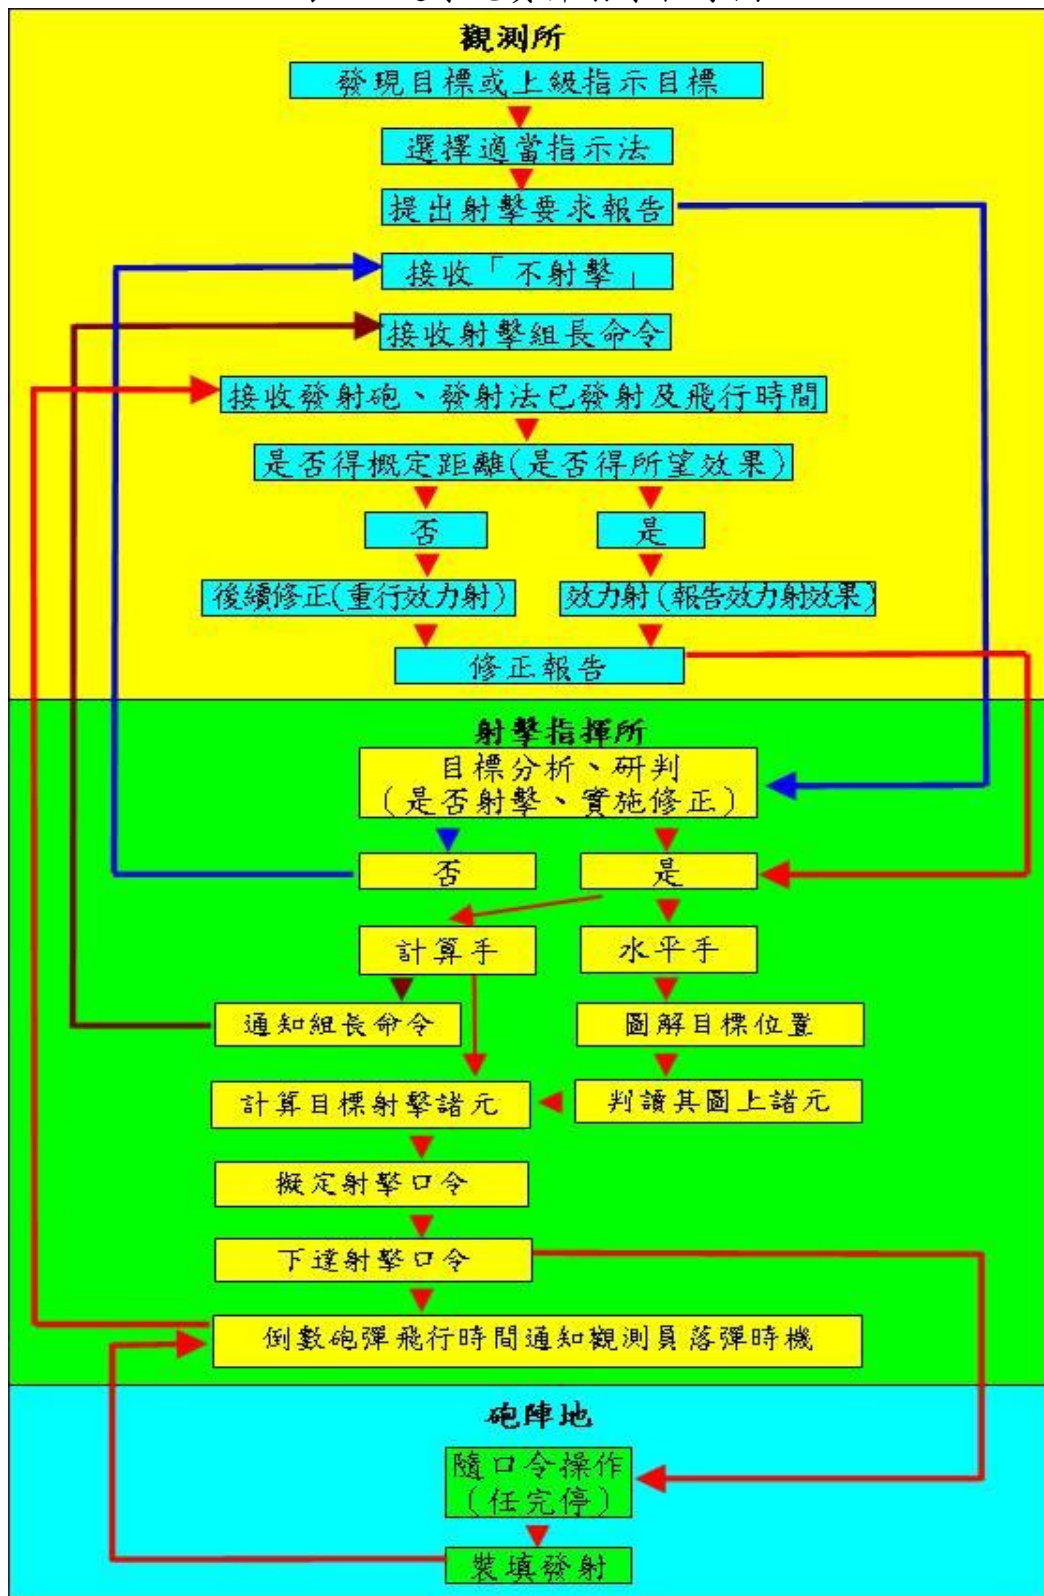 觀測所
發現目標或上級指示目標
選擇適當指示法
提出射擊要求報告
接收「不射擊」
接收射擊組長命令
接收發射砲、發射法已發射及飛行時間
是否得概定距離(是否得所望效果)
否
是
後續修正(重行效力射)
效力射(報告效力射效果)
修正報告
射擊指揮所
目標分析、研判
(是否射擊、實施修正)
否
是
計算手
水平手
通知組長命令
圖解目標位置
計算目標射擊諸元
判讀其圖上諸元
擬定射擊口令
下達射擊口令
倒數砲彈飛行時間通知觀測員落彈時機
砲陣地
隨口令操作
(任完停)
裝填發射